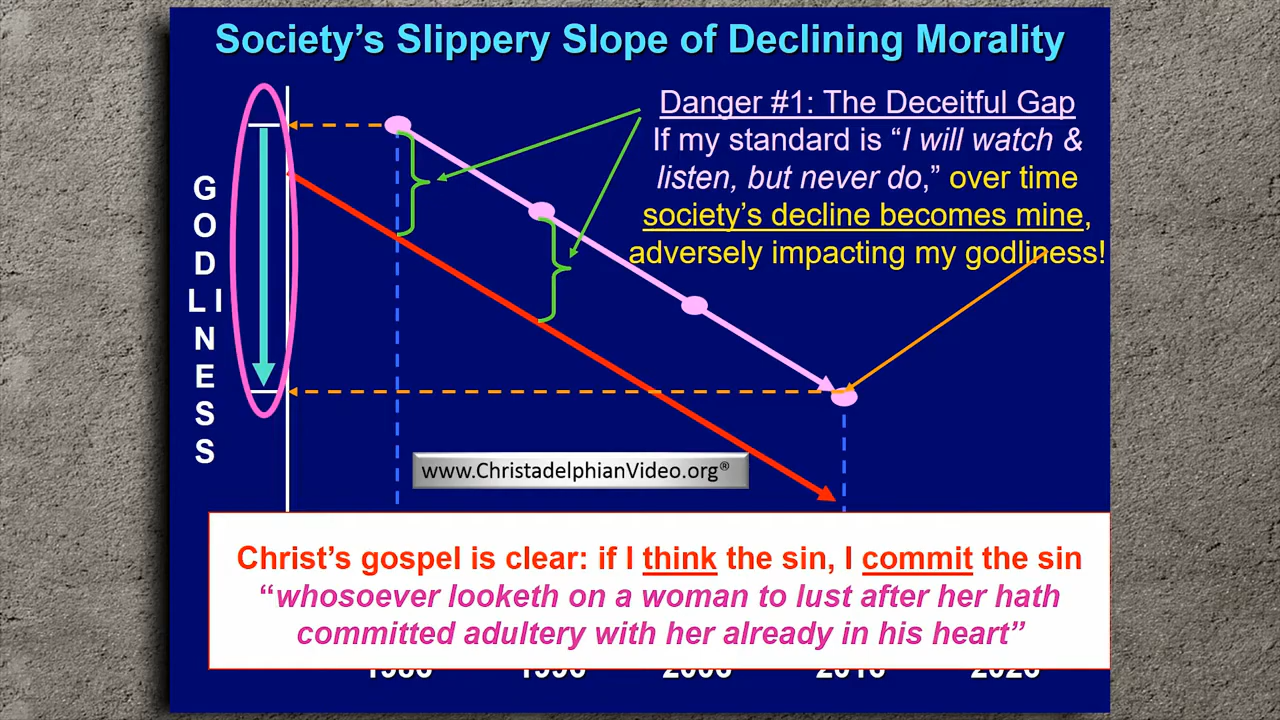 Society's Slippery Slope of Declining Morality
Danger #1: The Deceitful Gap
If my standard is “I will watch &
listen, but never do,” over time
society's decline becomes mine,
adversely impacting my godliness!
GODLINESS
www.ChristadelphianVideo.org®
Christ's gospel is clear: if I think the sin, I commit the sin
“whosoever looketh on a woman to lust after her hath
committed adultery with her already in his heart”